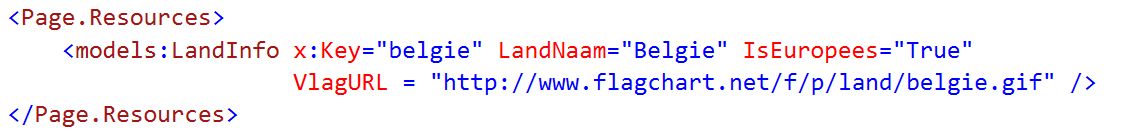 <Page.Resources>
<models:LandInfo x:Key="belgie" LandNaam="Belgie" IsEuropees="True"
VlagURL = "http://www.flagchart.net/f/p/land/belgie.gif" />
</Page.Resources>